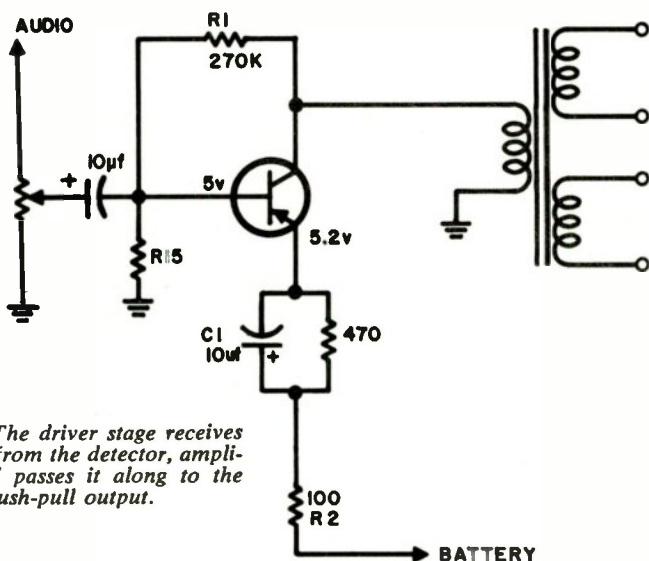 AUDIO
R1
270K
10µf
+
5v
5.2v
R15
C1
10uf
+
470
The driver stage receives
from the detector, ampli-
passes it along to the
ush-pull output.
100
R2
BATTERY